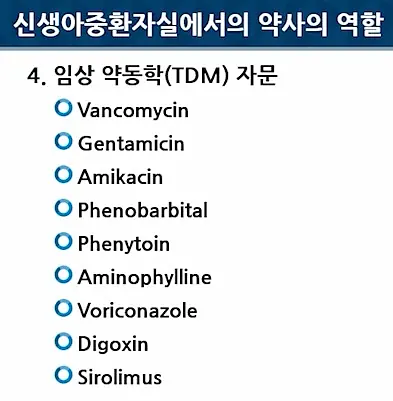 신생아중환자실에서의 약사의 역할
4. 임상 약동학(TDM) 자문
Vancomycin
Gentamicin
Amikacin
Phenobarbital
Phenytoin
Aminophylline
Voriconazole
Digoxin
Sirolimus